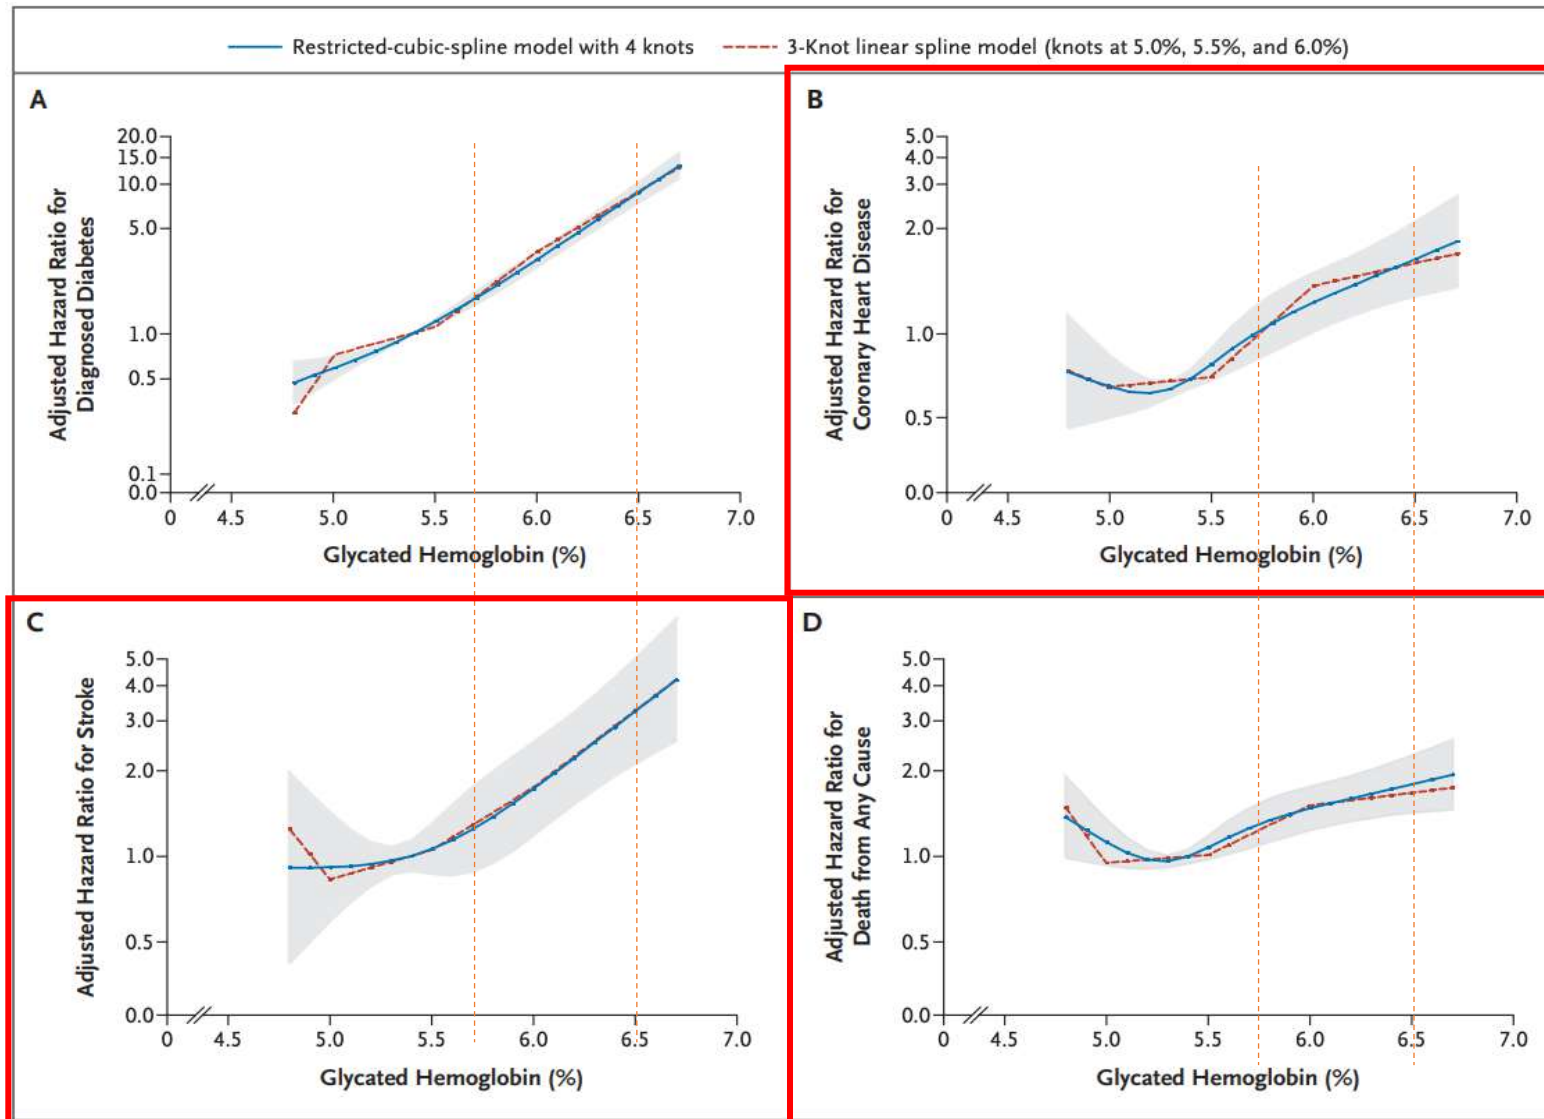 Restricted-cubic-spline model with 4 knots
3-Knot linear spline model (knots at 5.0%, 5.5%, and 6.0%)
A
Adjusted Hazard Ratio for
Diagnosed Diabetes
20.0
15.0
10.0
5.0
1.0
0.5
0.1
0.0
0 4.5 5.0 5.5 6.0 6.5 7.0
Glycated Hemoglobin (%)
B
Adjusted Hazard Ratio for
Coronary Heart Disease
5.0
4.0
3.0
2.0
1.0
0.5
0.0
0 4.5 5.0 5.5 6.0 6.5 7.0
Glycated Hemoglobin (%)
C
Adjusted Hazard Ratio for Stroke
5.0
4.0
3.0
2.0
1.0
0.5
0.0
0 4.5 5.0 5.5 6.0 6.5 7.0
Glycated Hemoglobin (%)
D
Adjusted Hazard Ratio for
Death from Any Cause
5.0
4.0
3.0
2.0
1.0
0.5
0.0
0 4.5 5.0 5.5 6.0 6.5 7.0
Glycated Hemoglobin (%)